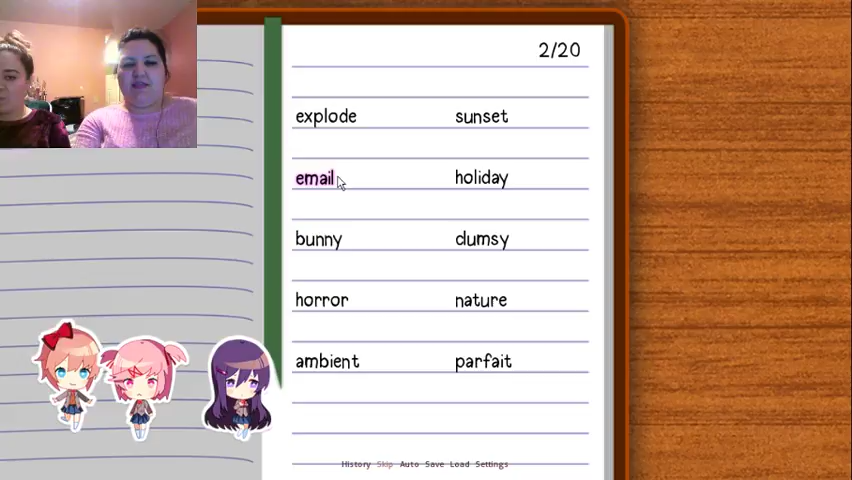 2/20
explode sunset
email holiday
bunny clumsy
horror nature
ambient parfait
History Skip Auto Save Load Settings